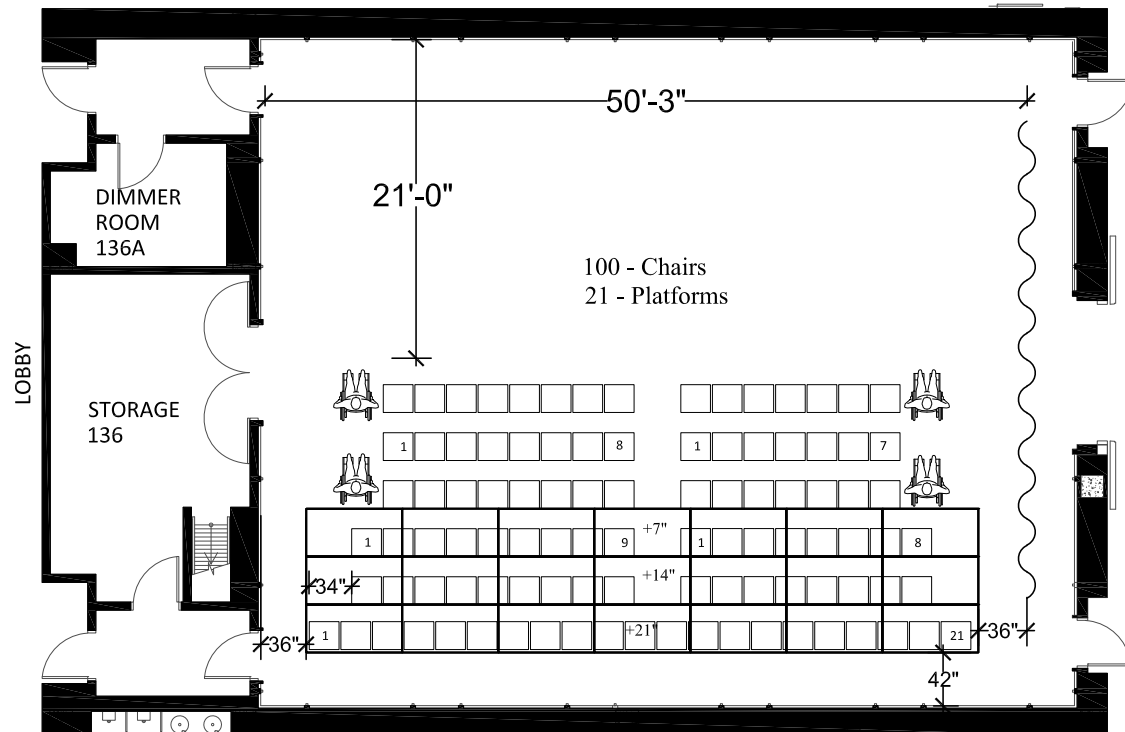 50'-3"
21'-0"
DIMMER
ROOM
136A
100 - Chairs
21 - Platforms
LOBBY
STORAGE
136
1 8 1 7
1 9 +7" 1 8
34" +14"
1 +21" 21
36" 36"
42"